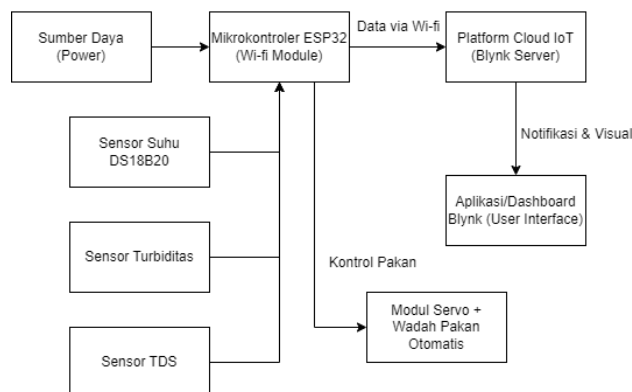 Sumber Daya
(Power)
Mikrokontroler ESP32
(Wi-fi Module)
Data via Wi-fi
Platform Cloud IoT
(Blynk Server)
Sensor Suhu
DS18B20
Notifikasi & Visual
Aplikasi/Dashboard
Blynk (User Interface)
Sensor Turbiditas
Kontrol Pakan
Modul Servo +
Wadah Pakan
Otomatis
Sensor TDS